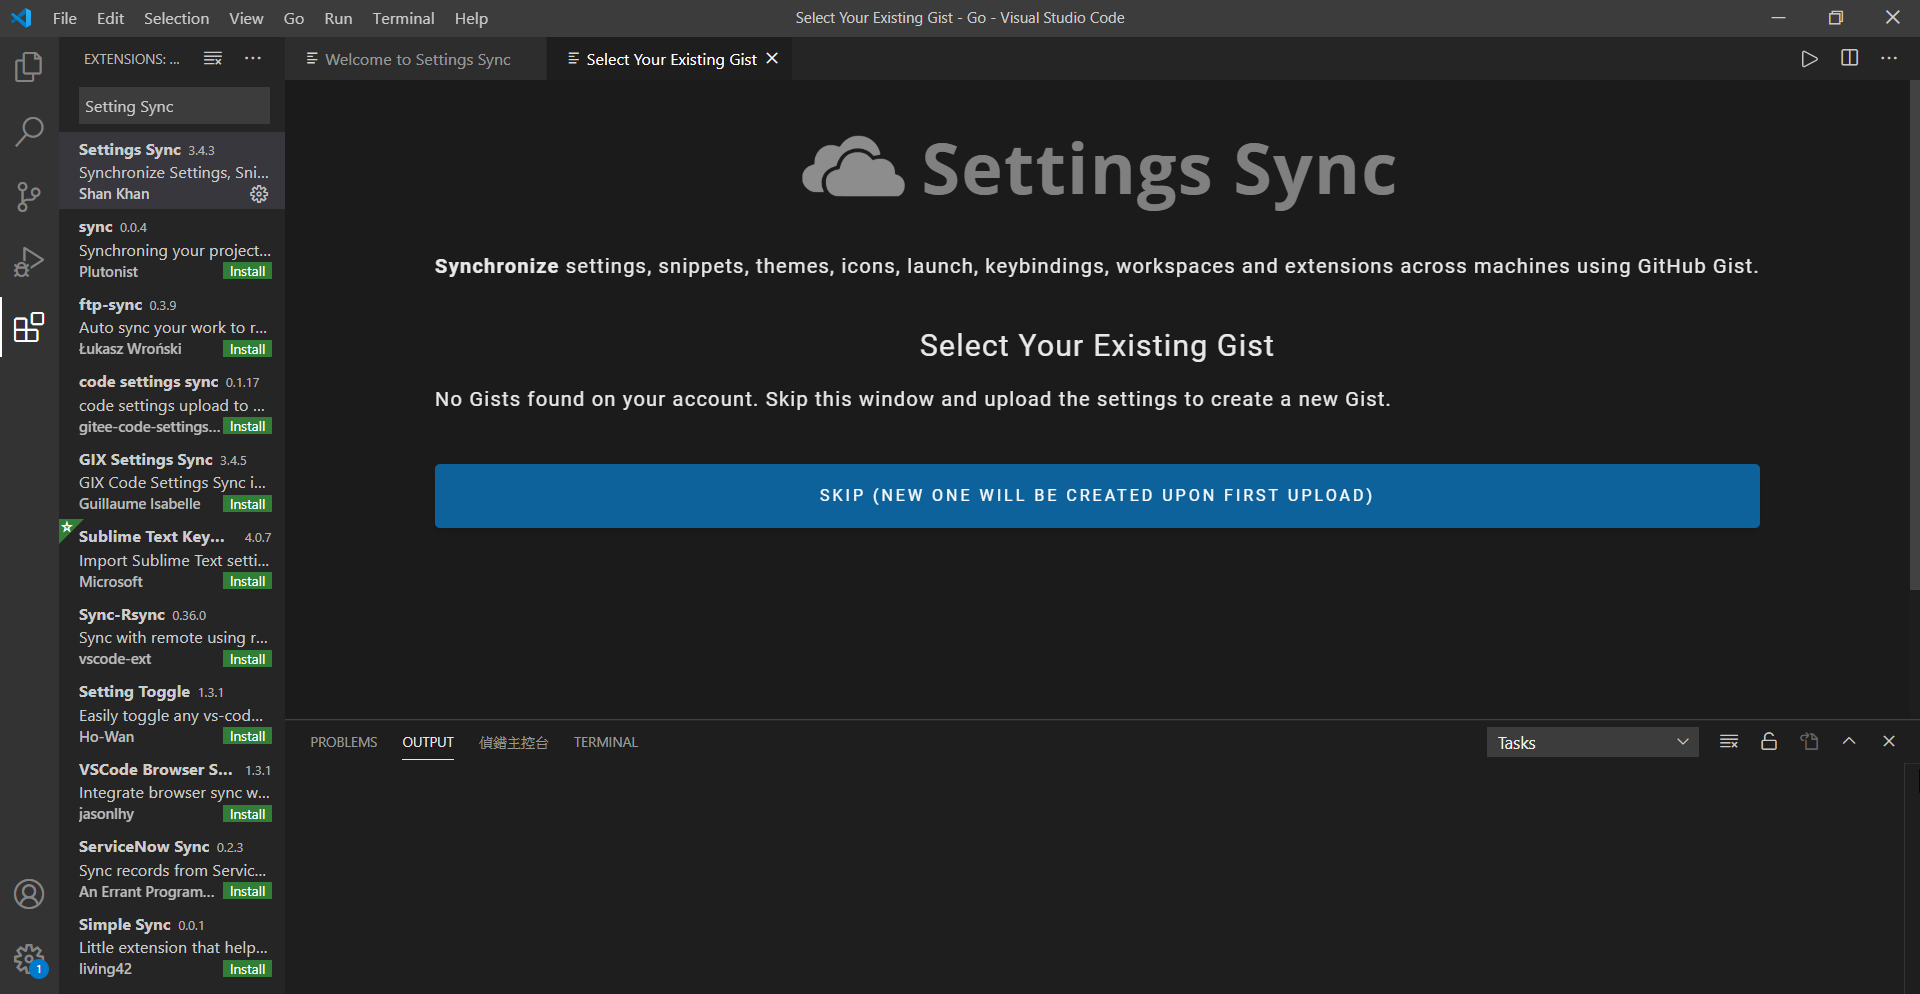 File Edit Selection View Go Run Terminal Help
Select Your Existing Gist - Go - Visual Studio Code
EXTENSIONS: ...
Setting Sync
Settings Sync 3.4.3
Synchronize Settings, Sni...
Shan Khan
sync 0.0.4
Synchroning your project...
Plutonist Install
ftp-sync 0.3.9
Auto sync your work to r...
Łukasz Wroński Install
code settings sync 0.1.17
code settings upload to ...
gitee-code-settings... Install
GIX Settings Sync 3.4.5
GIX Code Settings Sync i...
Guillaume Isabelle Install
Sublime Text Key... 4.0.7
Import Sublime Text setti...
Microsoft Install
Sync-Rsync 0.36.0
Sync with remote using r...
vscode-ext Install
Setting Toggle 1.3.1
Easily toggle any vs-cod...
Ho-Wan Install
VSCode Browser S... 1.3.1
Integrate browser sync w...
jasonlhy Install
ServiceNow Sync 0.2.3
Sync records from Servic...
An Errant Program... Install
Simple Sync 0.0.1
Little extension that help...
living42 Install
1
Welcome to Settings Sync
Select Your Existing Gist
Settings Sync
Synchronize settings, snippets, themes, icons, launch, keybindings, workspaces and extensions across machines using GitHub Gist.
Select Your Existing Gist
No Gists found on your account. Skip this window and upload the settings to create a new Gist.
SKIP (NEW ONE WILL BE CREATED UPON FIRST UPLOAD)
PROBLEMS OUTPUT 偵錯主控台 TERMINAL
Tasks